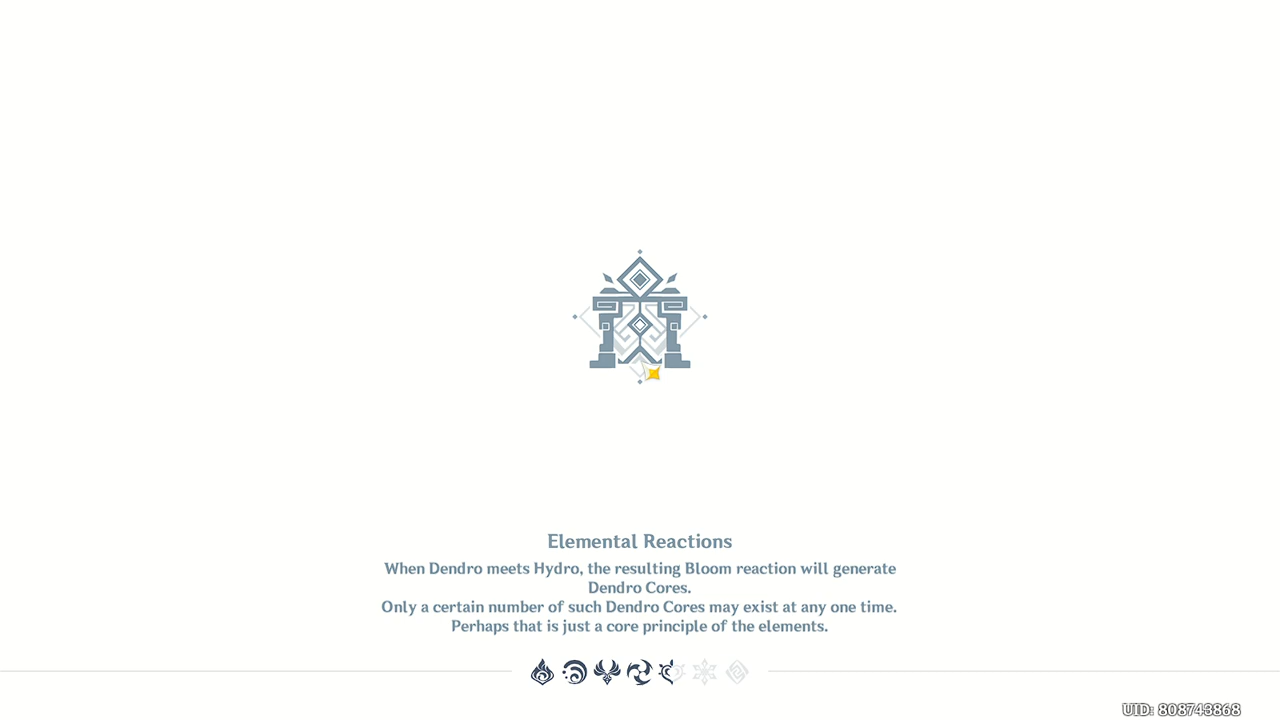 Elemental Reactions
When Dendro meets Hydro, the resulting Bloom reaction will generate
Dendro Cores.
Only a certain number of such Dendro Cores may exist at any one time.
Perhaps that is just a core principle of the elements.
UID: 808743868